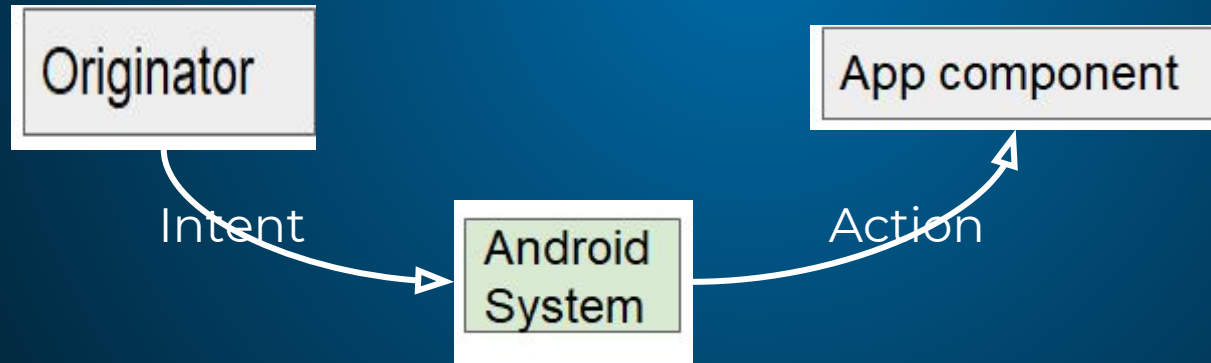 Originator
App component
Intent
Action
Android
System